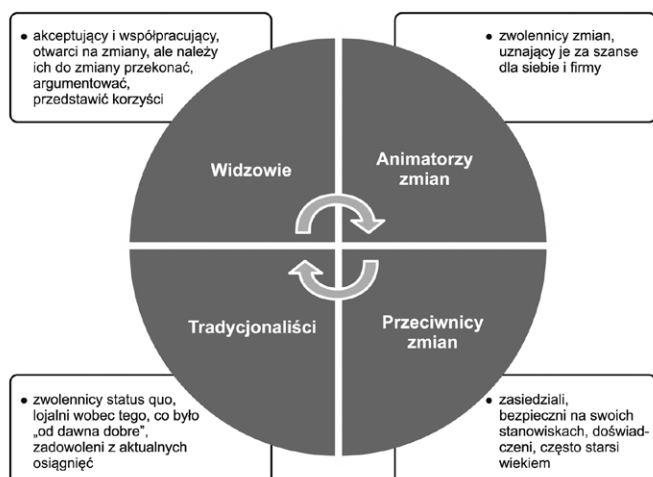 • akceptujący i współpracujący,
otwarci na zmiany, ale należy
ich do zmiany przekonać,
argumentować,
przedstawić korzyści
• zwolennicy zmian,
uznający je za szanse
dla siebie i firmy
Widzowie
Animatorzy
zmian
Tradycjonaliści
Przeciwnicy
zmian
• zwolennicy status quo,
lojalni wobec tego, co było
„od dawna dobre”,
zadowoleni z aktualnych
osiągnięć
• zasiedziali,
bezpieczni na swoich
stanowiskach, doświad-
czeni, często starsi
wiekiem